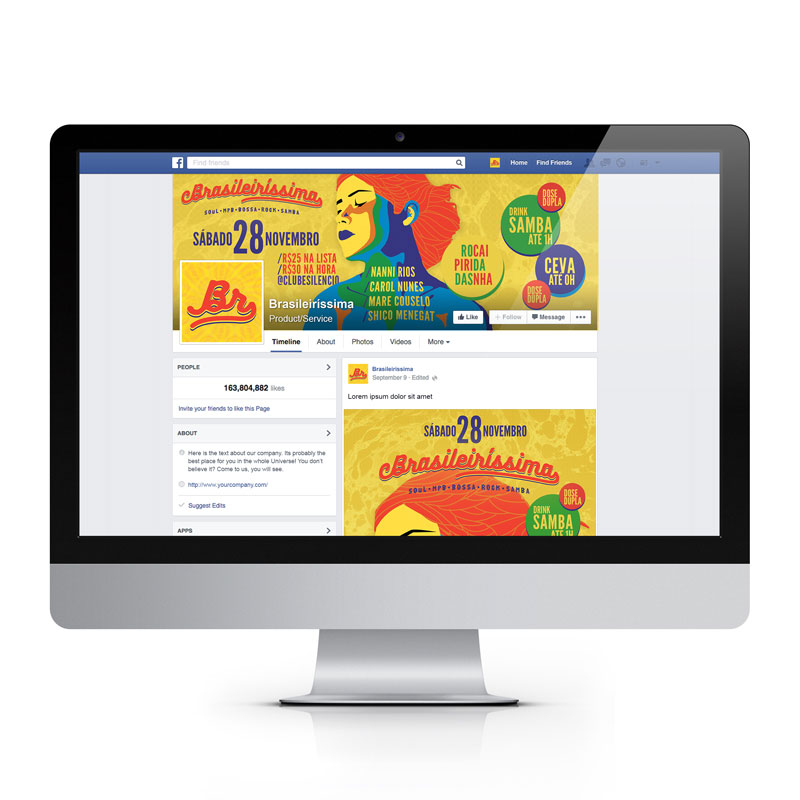 Find friends
Home
Find Friends
Brasileiríssima
SOUL•MPB•BOSSA•ROCK•SAMBA
SÁBADO 28 NOVEMBRO
/R$25 NA LISTA
/R$30 NA HORA
@CLUBESILENCIO
NANNI RIOS
CAROL NUNES
MARE COUSELO
SHICO MENEGAT
ROCAI
PIRIDA
DASNHA
DOSE
DUPLA
DRINK
SAMBA
ATE 1H
CEVA
ATE 0H
DOSE
DUPLA
Br
Brasileiríssima
Product/Service
Like
Follow
Message
Timeline
About
Photos
Videos
More
PEOPLE
163,804,882 likes
Invite your friends to like this Page
ABOUT
Here is the text about our company. Its probably the
best place for you in the whole Universe! You don't
believe it? Come to us, you will see.
http://www.yourcompany.com/
Suggest Edits
APPS
Br
Brasileiríssima
September 9 · Edited
Lorem ipsum dolor sit amet
SÁBADO 28 NOVEMBRO
Brasileiríssima
SOUL•MPB•BOSSA•ROCK•SAMBA
DOSE
DUPLA
DRINK
SAMBA
ATE 1H